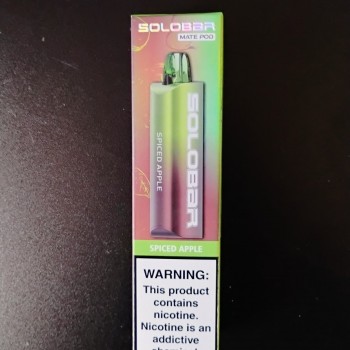 SOLOBAR
MATE POD
SPICED APPLE
SOLOBAR
SPICED APPLE
WARNING:
This product
contains
nicotine.
Nicotine is an
addictive